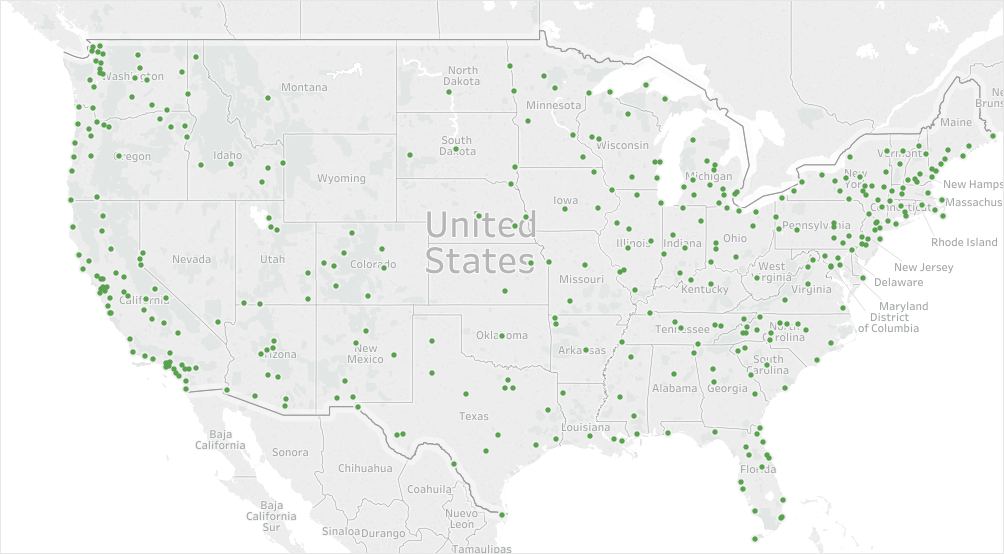 Washington
Montana
North
Dakota
Minnesota
Maine
Ne
Brunsw
Oregon
Idaho
Wyoming
South
Dakota
Wisconsin
Michigan
Vermont
New
York
New Hamps
Massachus
Connecticut
Rhode Island
Nevada
Utah
Colorado
United
States
Iowa
Illinois
Indiana
Ohio
Pennsylvania
New Jersey
Delaware
Maryland
District
of Columbia
California
Missouri
Kentucky
West
Virginia
Virginia
Arizona
New
Mexico
Oklahoma
Arkansas
Tennessee
North
Carolina
South
Carolina
Texas
Louisiana
Alabama
Georgia
Florida
Baja
California
Sonora
Chihuahua
Coahuila
Baja
California
Sur
Sinaloa
Durango
Nuevo
Leon
Tamaulipas